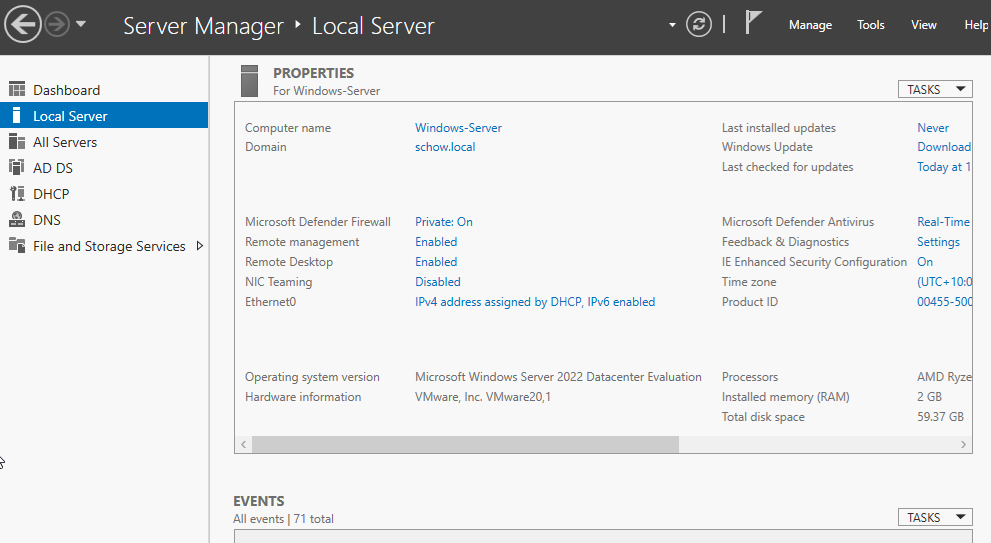 Server Manager ‣ Local Server
Manage Tools View Help
Dashboard
Local Server
All Servers
AD DS
DHCP
DNS
File and Storage Services
PROPERTIES
For Windows-Server
TASKS
Computer name Windows-Server
Domain schow.local
Last installed updates Never
Windows Update Download
Last checked for updates Today at 1
Microsoft Defender Firewall Private: On
Remote management Enabled
Remote Desktop Enabled
NIC Teaming Disabled
Ethernet0 IPv4 address assigned by DHCP, IPv6 enabled
Microsoft Defender Antivirus Real-Time
Feedback & Diagnostics Settings
IE Enhanced Security Configuration On
Time zone (UTC+10:0
Product ID 00455-500
Operating system version Microsoft Windows Server 2022 Datacenter Evaluation
Hardware information VMware, Inc. VMware20,1
Processors AMD Ryze
Installed memory (RAM) 2 GB
Total disk space 59.37 GB
EVENTS
All events | 71 total
TASKS